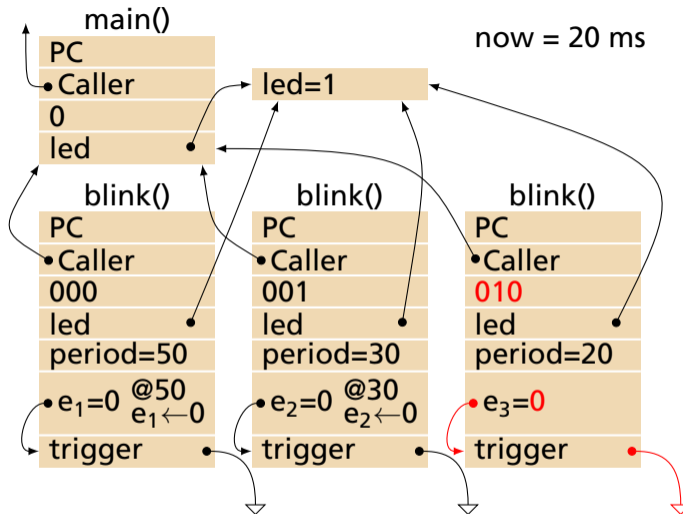 main()
now = 20 ms
PC
Caller
0
led
led=1
blink()
PC
Caller
000
led
period=50
e₁=0 @50
e₁←0
trigger
blink()
PC
Caller
001
led
period=30
e₂=0 @30
e₂←0
trigger
blink()
PC
Caller
010
led
period=20
e₃=0
trigger